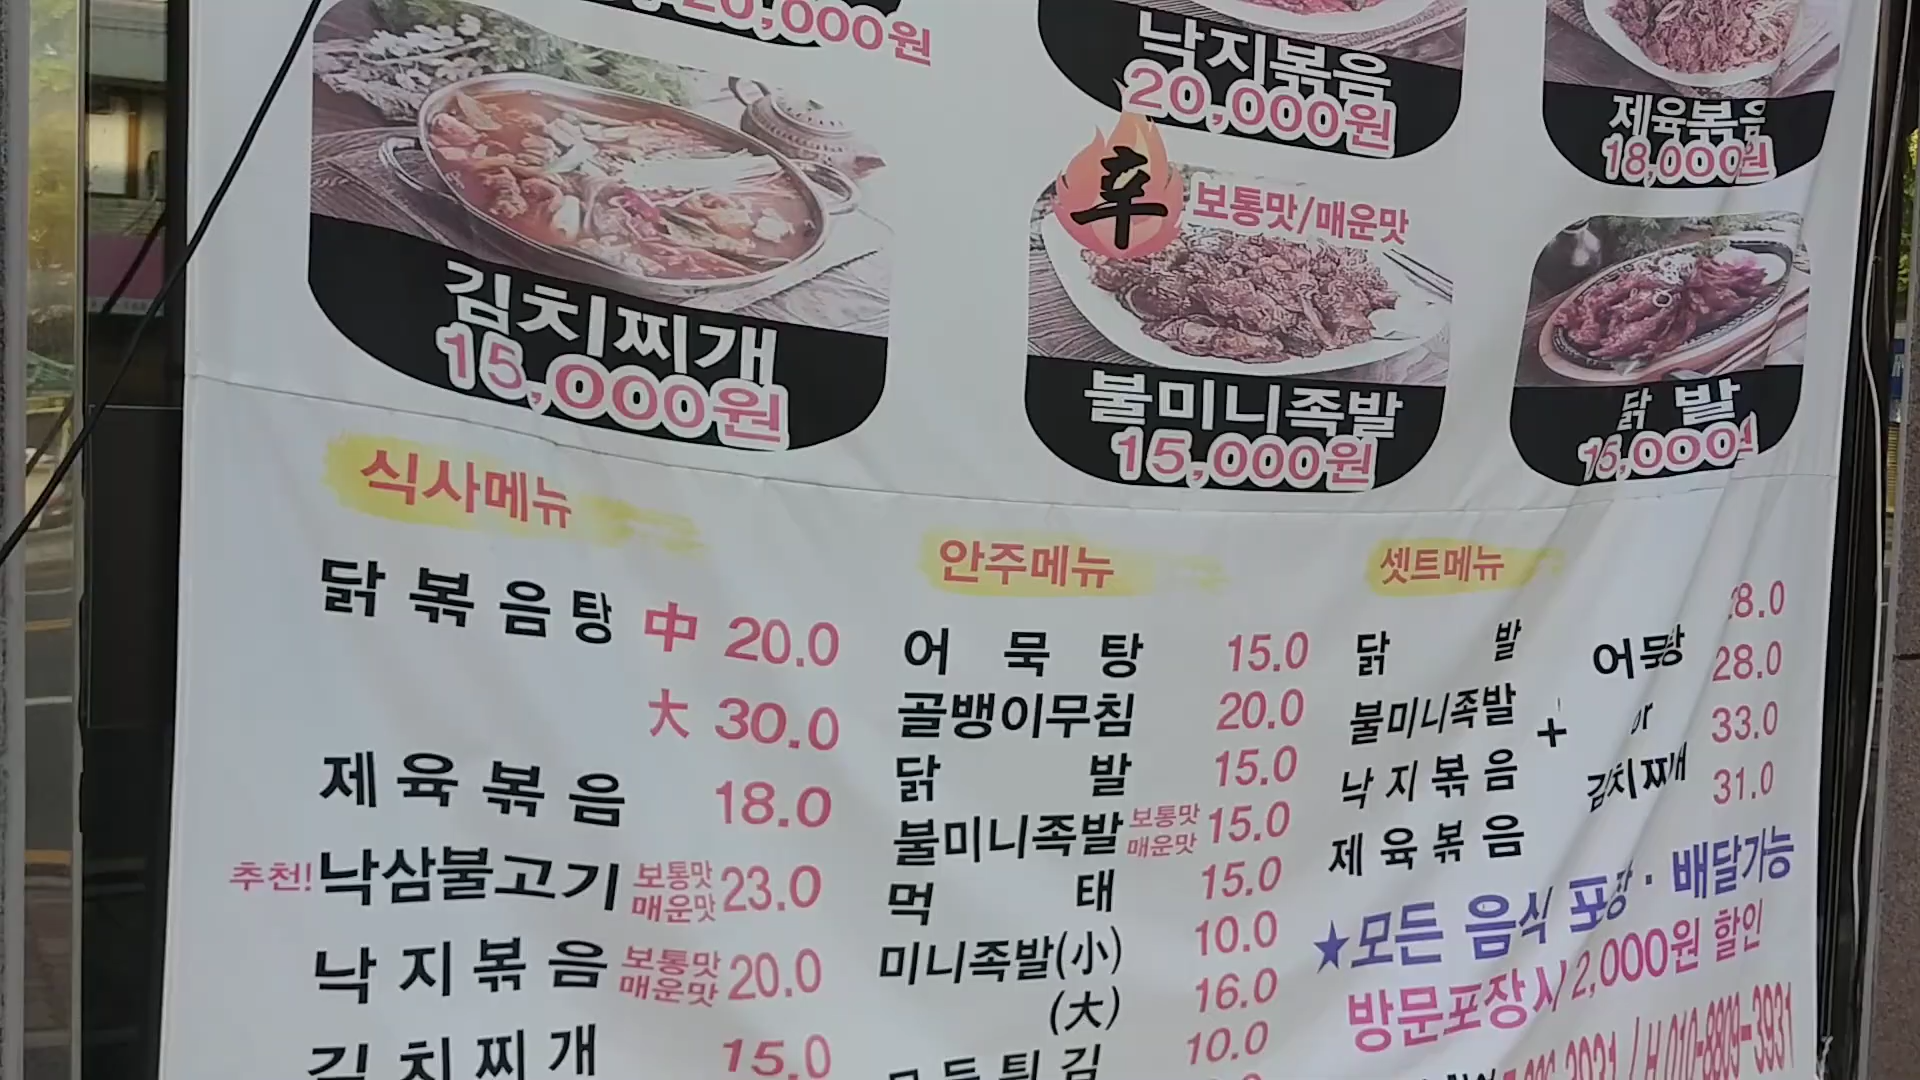 20,000원
낙지볶음
20,000원
제육볶음
18,000원
辛
보통맛/매운맛
김치찌개
15,000원
불미니족발
15,000원
닭 발
15,000원
식사메뉴
닭볶음탕 中 20.0
大 30.0
제육볶음 18.0
추천! 낙삼불고기 보통맛 매운맛 23.0
낙지볶음 보통맛 매운맛 20.0
김치찌개 15.0
안주메뉴
어묵탕 15.0
골뱅이무침 20.0
닭발 15.0
불미니족발 보통맛 매운맛 15.0
먹태 15.0
미니족발(小) 10.0
(大) 16.0
모듬튀김 10.0
셋트메뉴
닭발
불미니족발
낙지볶음
제육볶음
+
어묵탕
or
김치찌개
28.0
33.0
31.0
★모든 음식 포장·배달가능
방문포장시 2,000원 할인
3931 / H.010-8809-3931